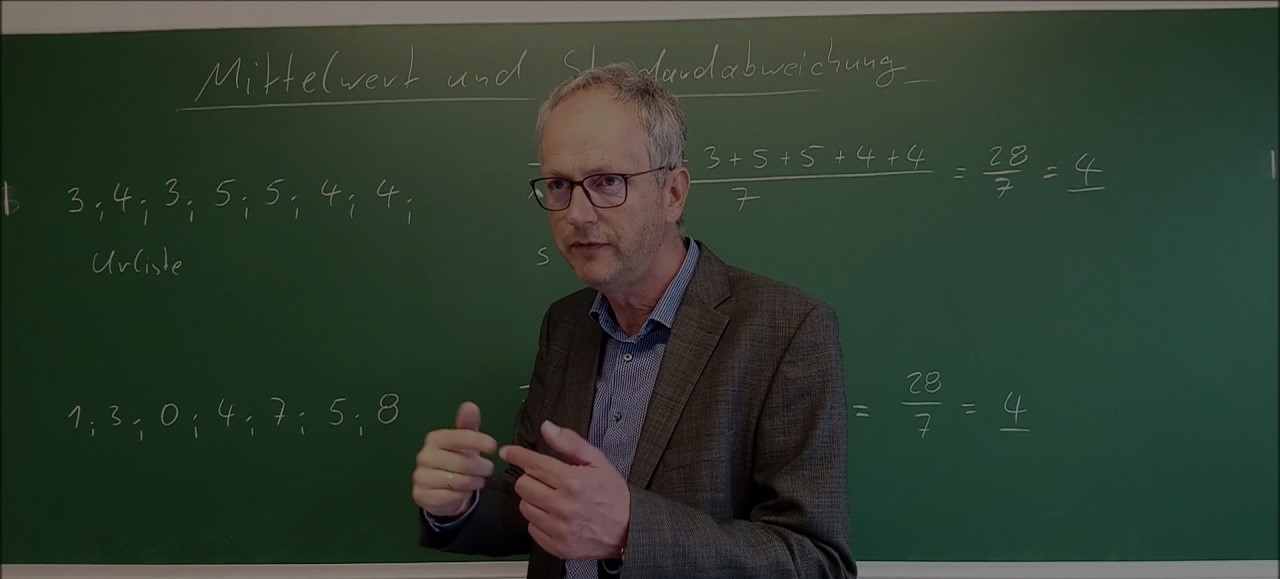 Mittelwert und Standardabweichung
3; 4; 3; 5; 5; 4; 4;
3 + 5 + 5 + 4 + 4 / 7 = 28/7 = 4
Urliste
s
1; 3; 0; 4; 7; 5; 8
= 28/7 = 4